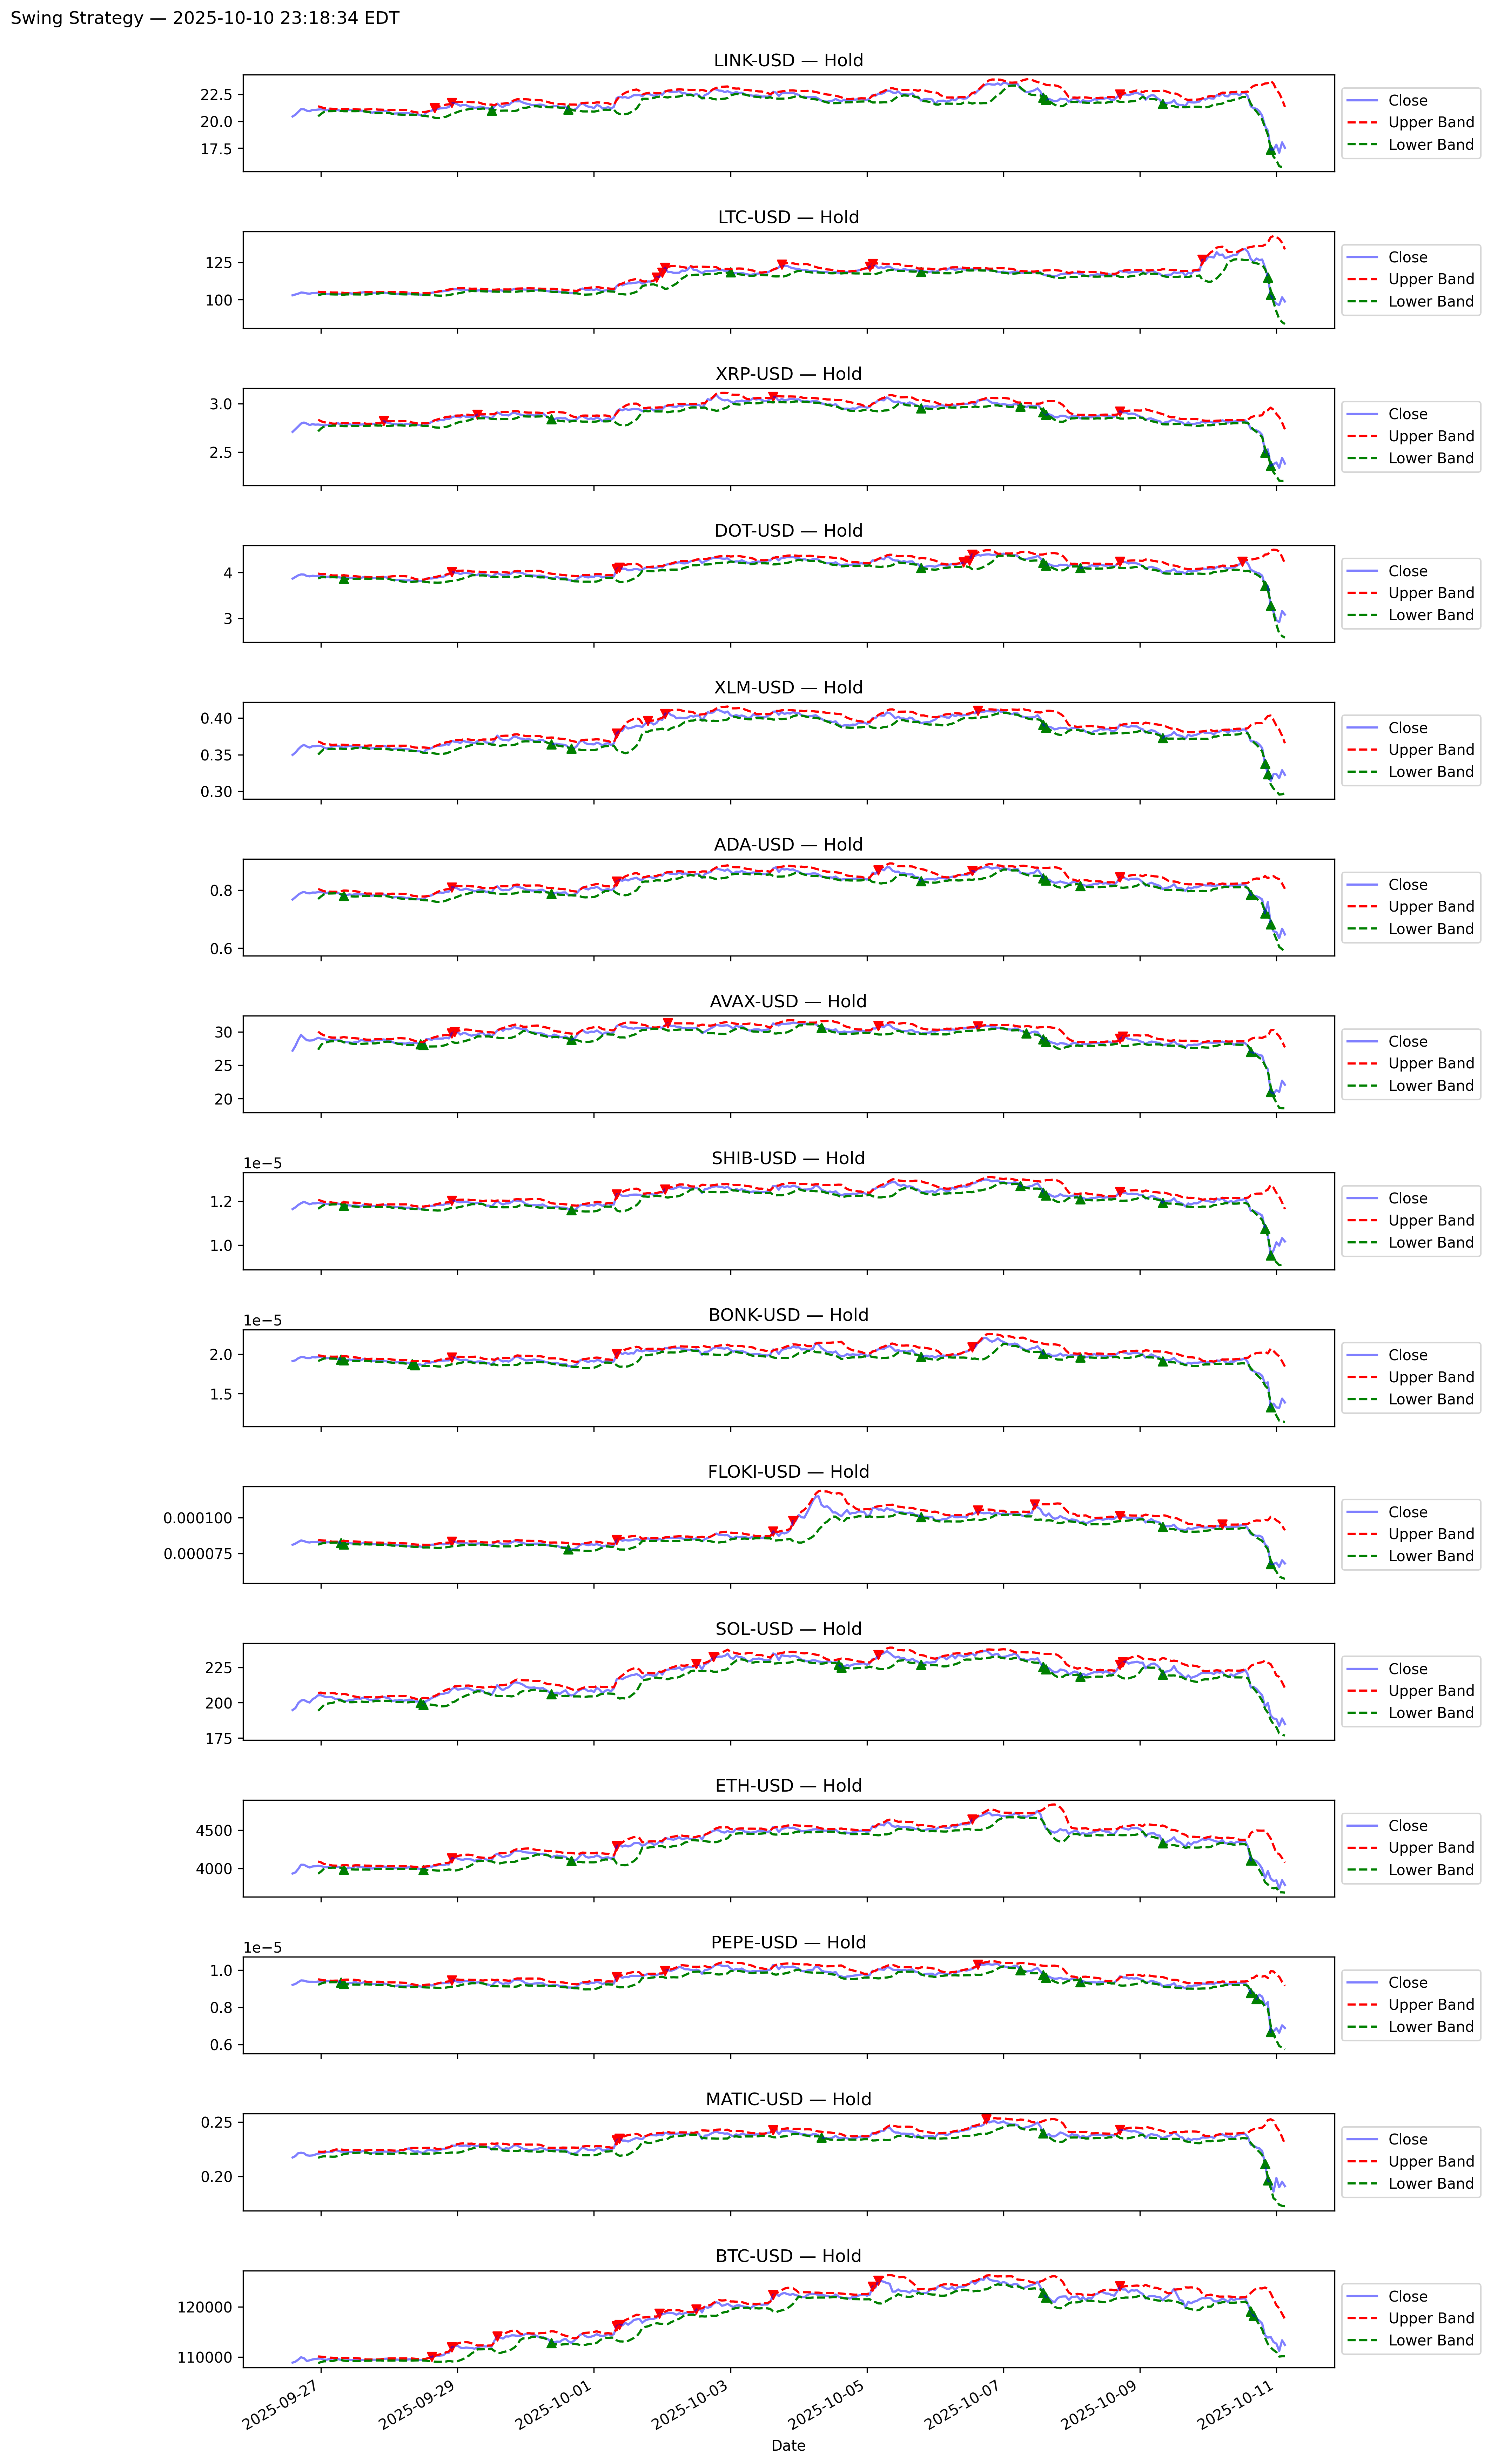 Swing Strategy — 2025-10-10 23:18:34 EDT
LINK-USD — Hold
22.5
20.0
17.5
Close
Upper Band
Lower Band
LTC-USD — Hold
125
100
Close
Upper Band
Lower Band
XRP-USD — Hold
3.0
2.5
Close
Upper Band
Lower Band
DOT-USD — Hold
4
3
Close
Upper Band
Lower Band
XLM-USD — Hold
0.40
0.35
0.30
Close
Upper Band
Lower Band
ADA-USD — Hold
0.8
0.6
Close
Upper Band
Lower Band
AVAX-USD — Hold
30
25
20
Close
Upper Band
Lower Band
SHIB-USD — Hold
1e−5
1.2
1.0
Close
Upper Band
Lower Band
BONK-USD — Hold
1e−5
2.0
1.5
Close
Upper Band
Lower Band
FLOKI-USD — Hold
0.000100
0.000075
Close
Upper Band
Lower Band
SOL-USD — Hold
225
200
175
Close
Upper Band
Lower Band
ETH-USD — Hold
4500
4000
Close
Upper Band
Lower Band
PEPE-USD — Hold
1e−5
1.0
0.8
0.6
Close
Upper Band
Lower Band
MATIC-USD — Hold
0.25
0.20
Close
Upper Band
Lower Band
BTC-USD — Hold
120000
110000
Close
Upper Band
Lower Band
2025-09-27
2025-09-29
2025-10-01
2025-10-03
2025-10-05
2025-10-07
2025-10-09
2025-10-11
Date